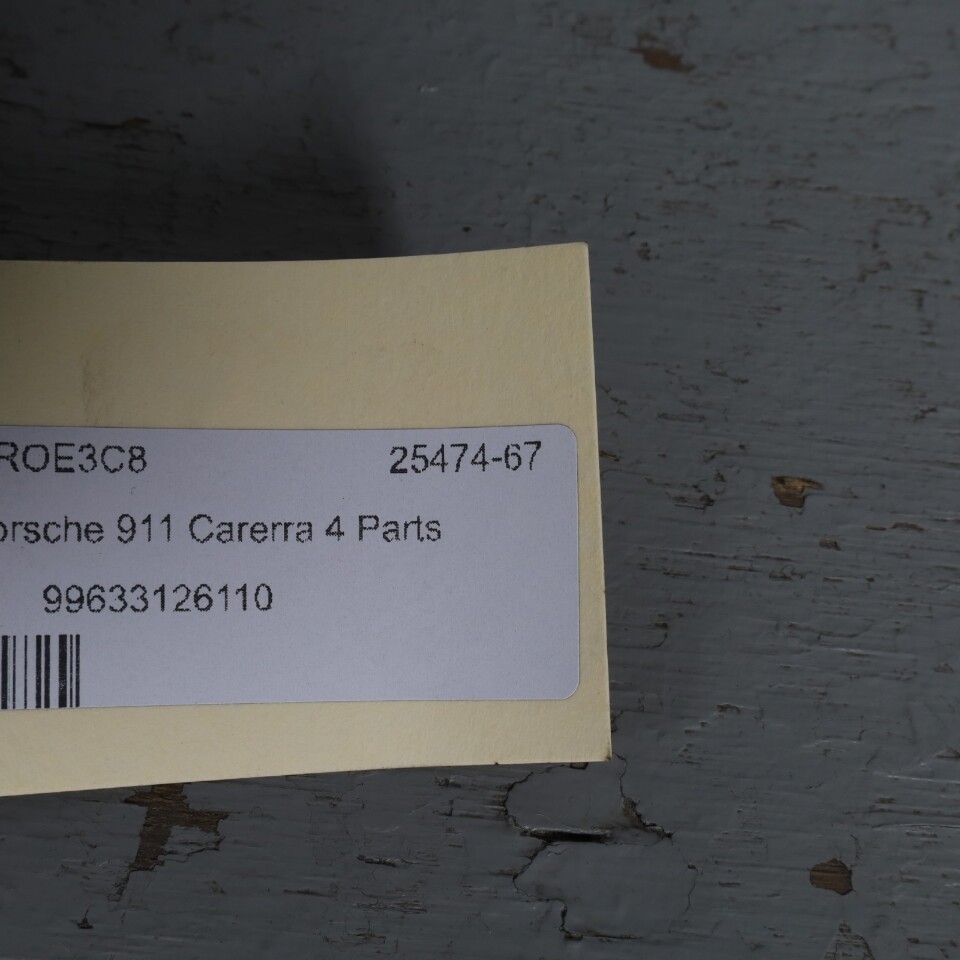 ROE3C8 25474-67
orsche 911 Carerra 4 Parts
99633126110